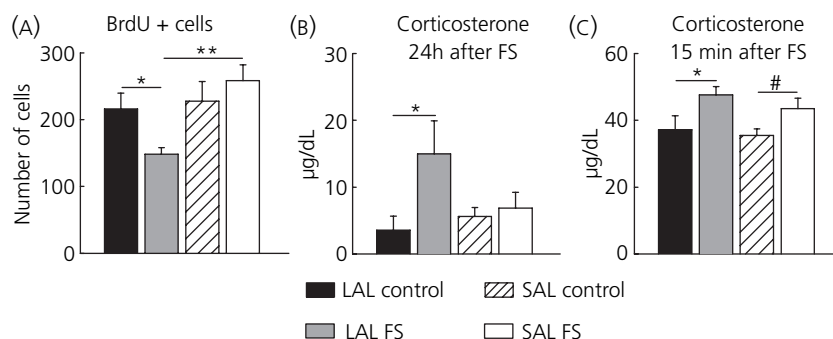 (A)
BrdU + cells
Number of cells
300
200
100
0
*
**
(B)
Corticosterone
24h after FS
µg/dL
30
20
10
0
*
(C)
Corticosterone
15 min after FS
µg/dL
60
40
20
0
*
#
LAL control
SAL control
LAL FS
SAL FS